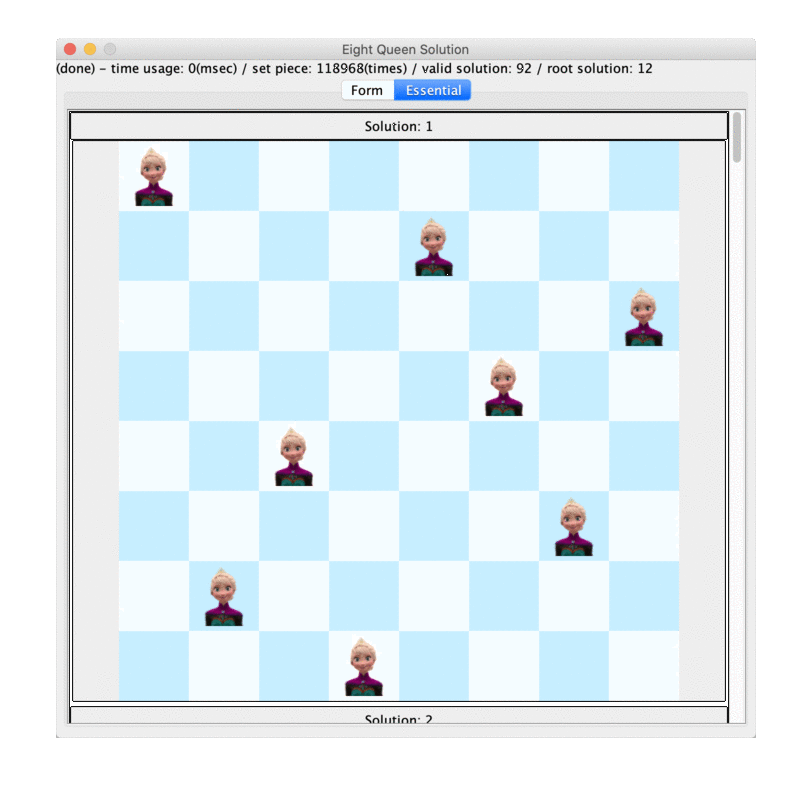 Eight Queen Solution
(done) - time usage: 0(msec) / set piece: 118968(times) / valid solution: 92 / root solution: 12
Form Essential
Solution: 1
Solution: 2